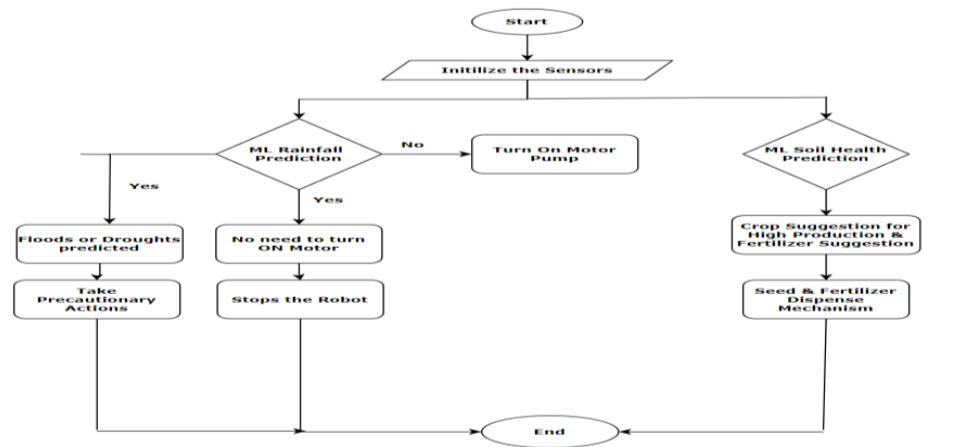 Start
Initilize the Sensors
ML Rainfall
Prediction
No
Turn On Motor
Pump
ML Soil Health
Prediction
Yes
Yes
Floods or Droughts
predicted
No need to turn
ON Motor
Crop Suggestion for
High Production &
Fertilizer Suggestion
Take
Precautionary
Actions
Stops the Robot
Seed & Fertilizer
Dispense
Mechanism
End